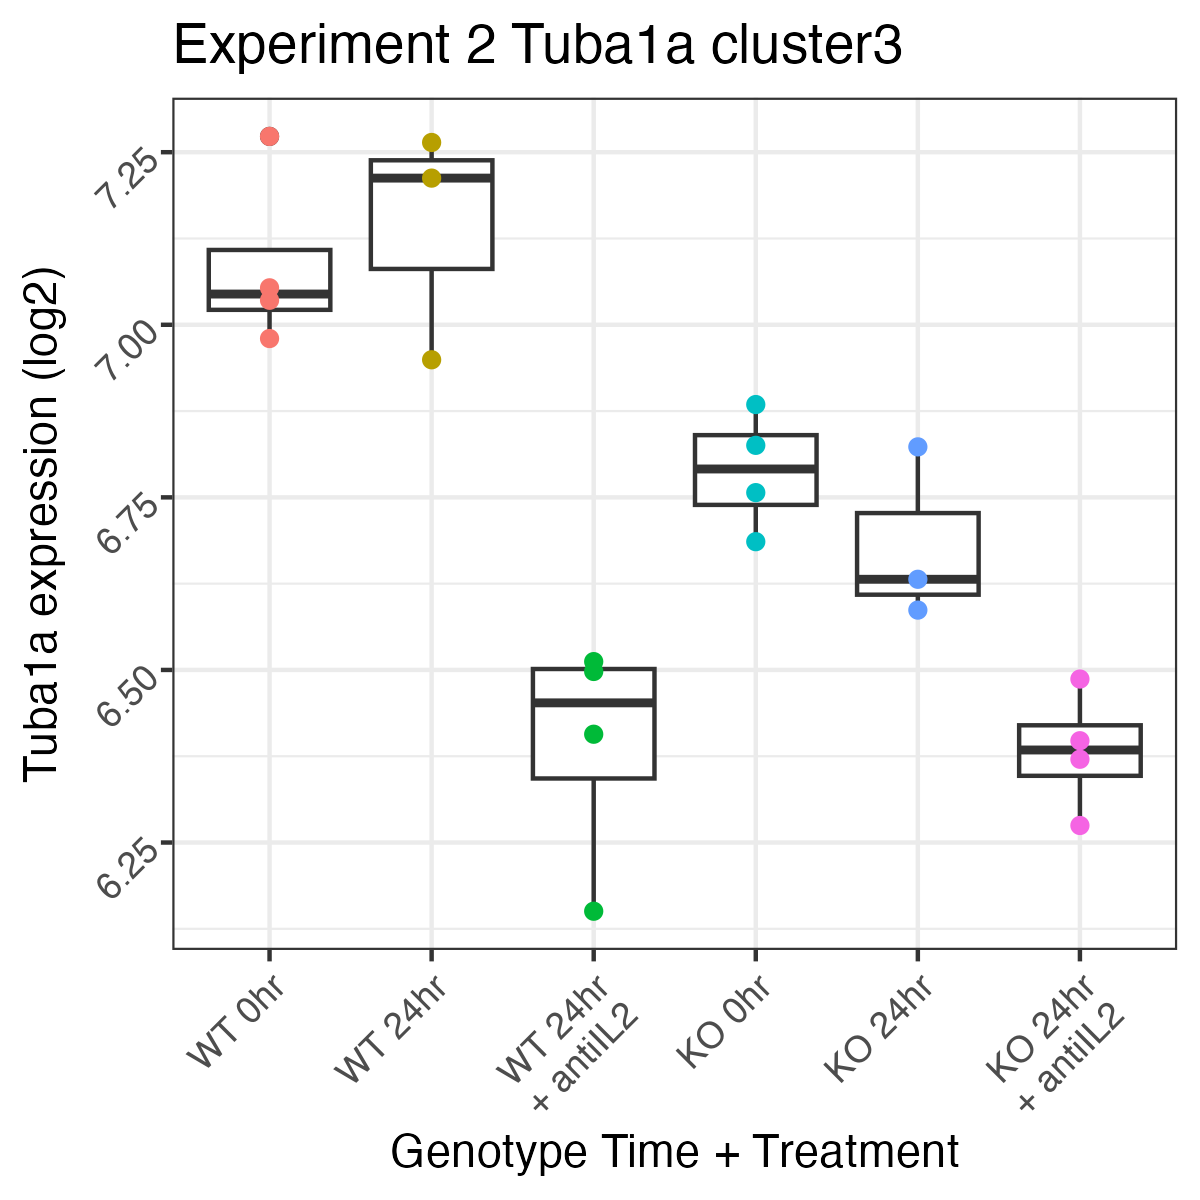 Experiment 2 Tuba1a cluster3
Tuba1a expression (log2)
7.25
7.00
6.75
6.50
6.25
WT 0hr
WT 24hr
WT 24hr
+ antiIL2
KO 0hr
KO 24hr
KO 24hr
+ antiIL2
Genotype Time + Treatment